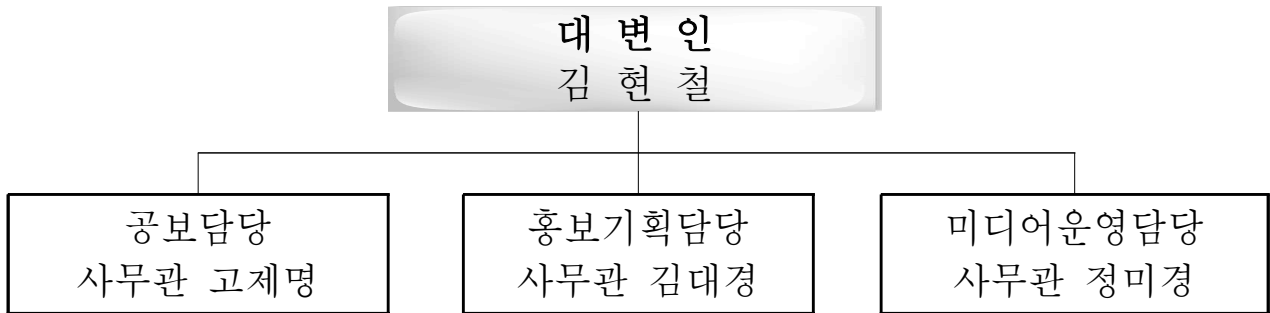 대 변 인
김 현 철
공보담당
사무관 고제명
홍보기획담당
사무관 김대경
미디어운영담당
사무관 정미경